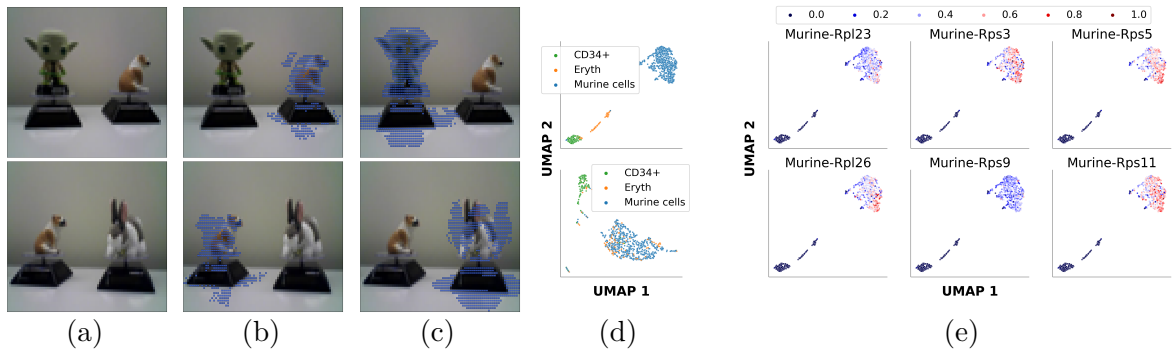 0.0 0.2 0.4 0.6 0.8 1.0
Murine-Rpl23 Murine-Rps3 Murine-Rps5
CD34+
Eryth
Murine cells
UMAP 2
UMAP 2
Murine-Rpl26 Murine-Rps9 Murine-Rps11
CD34+
Eryth
Murine cells
UMAP 1
UMAP 1
(a) (b) (c) (d) (e)